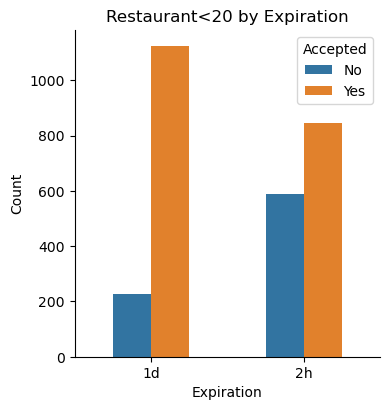 Restaurant<20 by Expiration
Accepted
No
Yes
1000
800
600
400
200
0
Count
1d
2h
Expiration